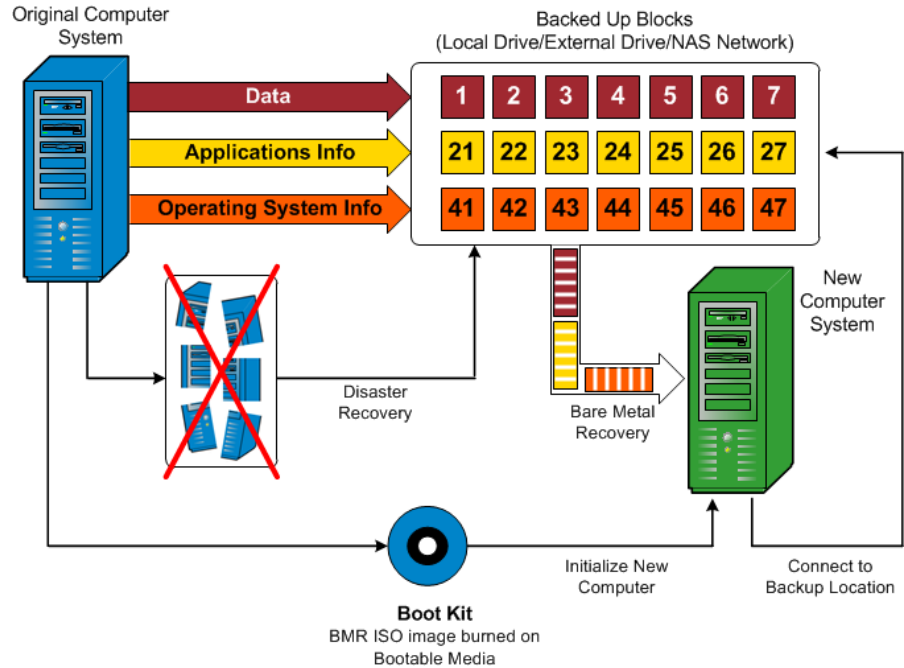 Original Computer
System
Backed Up Blocks
(Local Drive/External Drive/NAS Network)
Data
1 2 3 4 5 6 7
Applications Info
21 22 23 24 25 26 27
Operating System Info
41 42 43 44 45 46 47
New
Computer
System
Disaster
Recovery
Bare Metal
Recovery
Initialize New
Computer
Connect to
Backup Location
Boot Kit
BMR ISO image burned on
Bootable Media